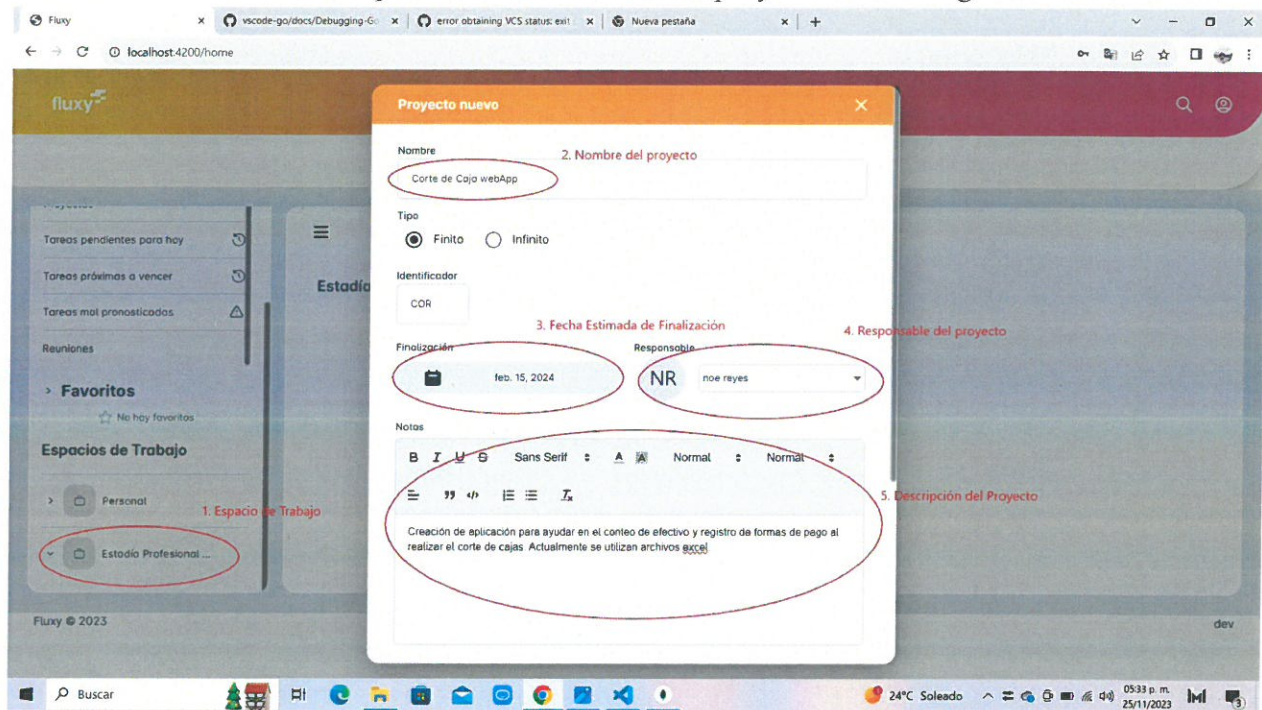 Fluxy
vscode-go/docs/Debugging-Go
error obtaining VCS status: exit
Nueva pestaña
localhost:4200/home
fluxy
Proyecto nuevo
Nombre
2. Nombre del proyecto
Corte de Caja webApp
Tipo
Finito
Infinito
Identificador
COR
3. Fecha Estimada de Finalización
4. Responsable del proyecto
Finalización
Responsable
feb. 15, 2024
NR
noe reyes
Notas
B I U S Sans Serif A Normal Normal
5. Descripción del Proyecto
Creación de aplicación para ayudar en el conteo de efectivo y registro de formas de pago al
realizar el corte de cajas. Actualmente se utilizan archivos excel
Tareas pendientes para hoy
Tareas próximas a vencer
Tareas mal pronosticadas
Reuniones
Favoritos
No hay favoritos
Espacios de Trabajo
Personal
1. Espacio de Trabajo
Estadía Profesional ...
Estadía
Fluxy © 2023
dev
Buscar
24°C Soleado
05:33 p. m.
25/11/2023
3